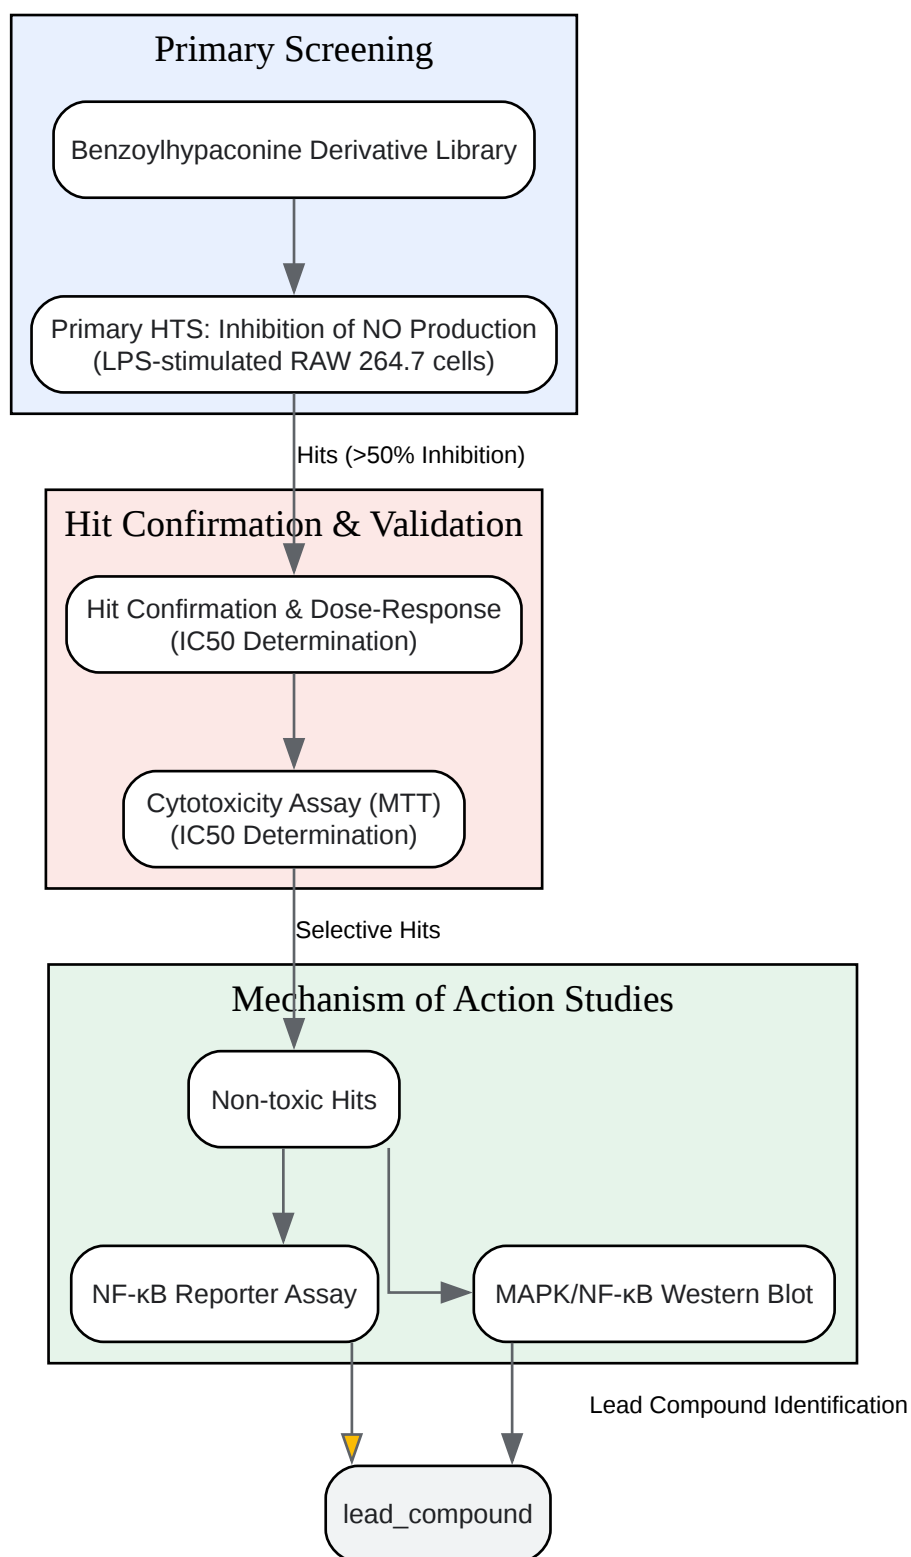 Primary Screening
Benzoylhypaconine Derivative Library
Primary HTS: Inhibition of NO Production
(LPS-stimulated RAW 264.7 cells)
Hits (>50% Inhibition)
Hit Confirmation & Validation
Hit Confirmation & Dose-Response
(IC50 Determination)
Cytotoxicity Assay (MTT)
(IC50 Determination)
Selective Hits
Mechanism of Action Studies
Non-toxic Hits
NF-κB Reporter Assay
MAPK/NF-κB Western Blot
Lead Compound Identification
lead_compound